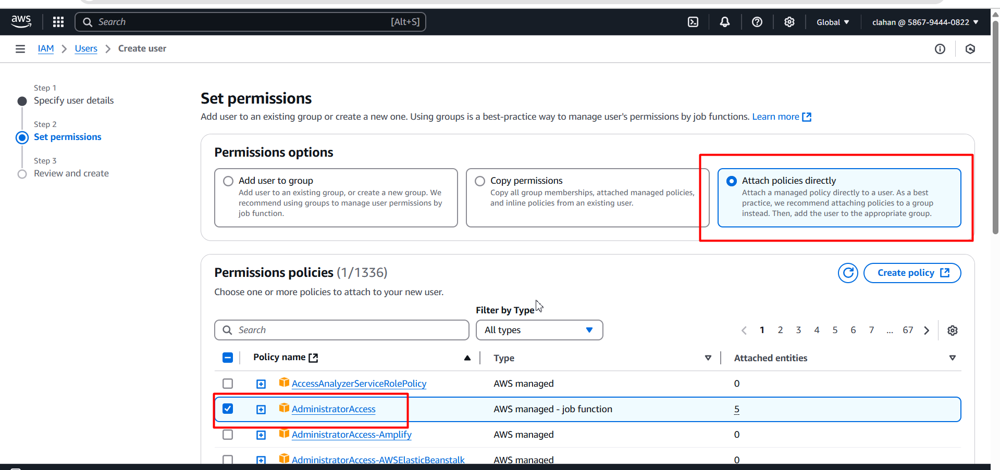 aws
Search [Alt+S]
Global
clahan @ 5867-9444-0822
IAM
Users
Create user
Step 1
Specify user details
Step 2
Set permissions
Step 3
Review and create
Set permissions
Add user to an existing group or create a new one. Using groups is a best-practice way to manage user's permissions by job functions. Learn more
Permissions options
Add user to group
Add user to an existing group, or create a new group. We
recommend using groups to manage user permissions by
job function.
Copy permissions
Copy all group memberships, attached managed policies,
and inline policies from an existing user.
Attach policies directly
Attach a managed policy directly to a user. As a best
practice, we recommend attaching policies to a group
instead. Then, add the user to the appropriate group.
Permissions policies (1/1336)
Create policy
Choose one or more policies to attach to your new user.
Filter by Type
Search
All types
1 2 3 4 5 6 7 ... 67
Policy name Type Attached entities
AccessAnalyzerServiceRolePolicy AWS managed 0
AdministratorAccess AWS managed - job function 5
AdministratorAccess-Amplify AWS managed 0
AdministratorAccess-AWSElasticBeanstalk AWS managed 0